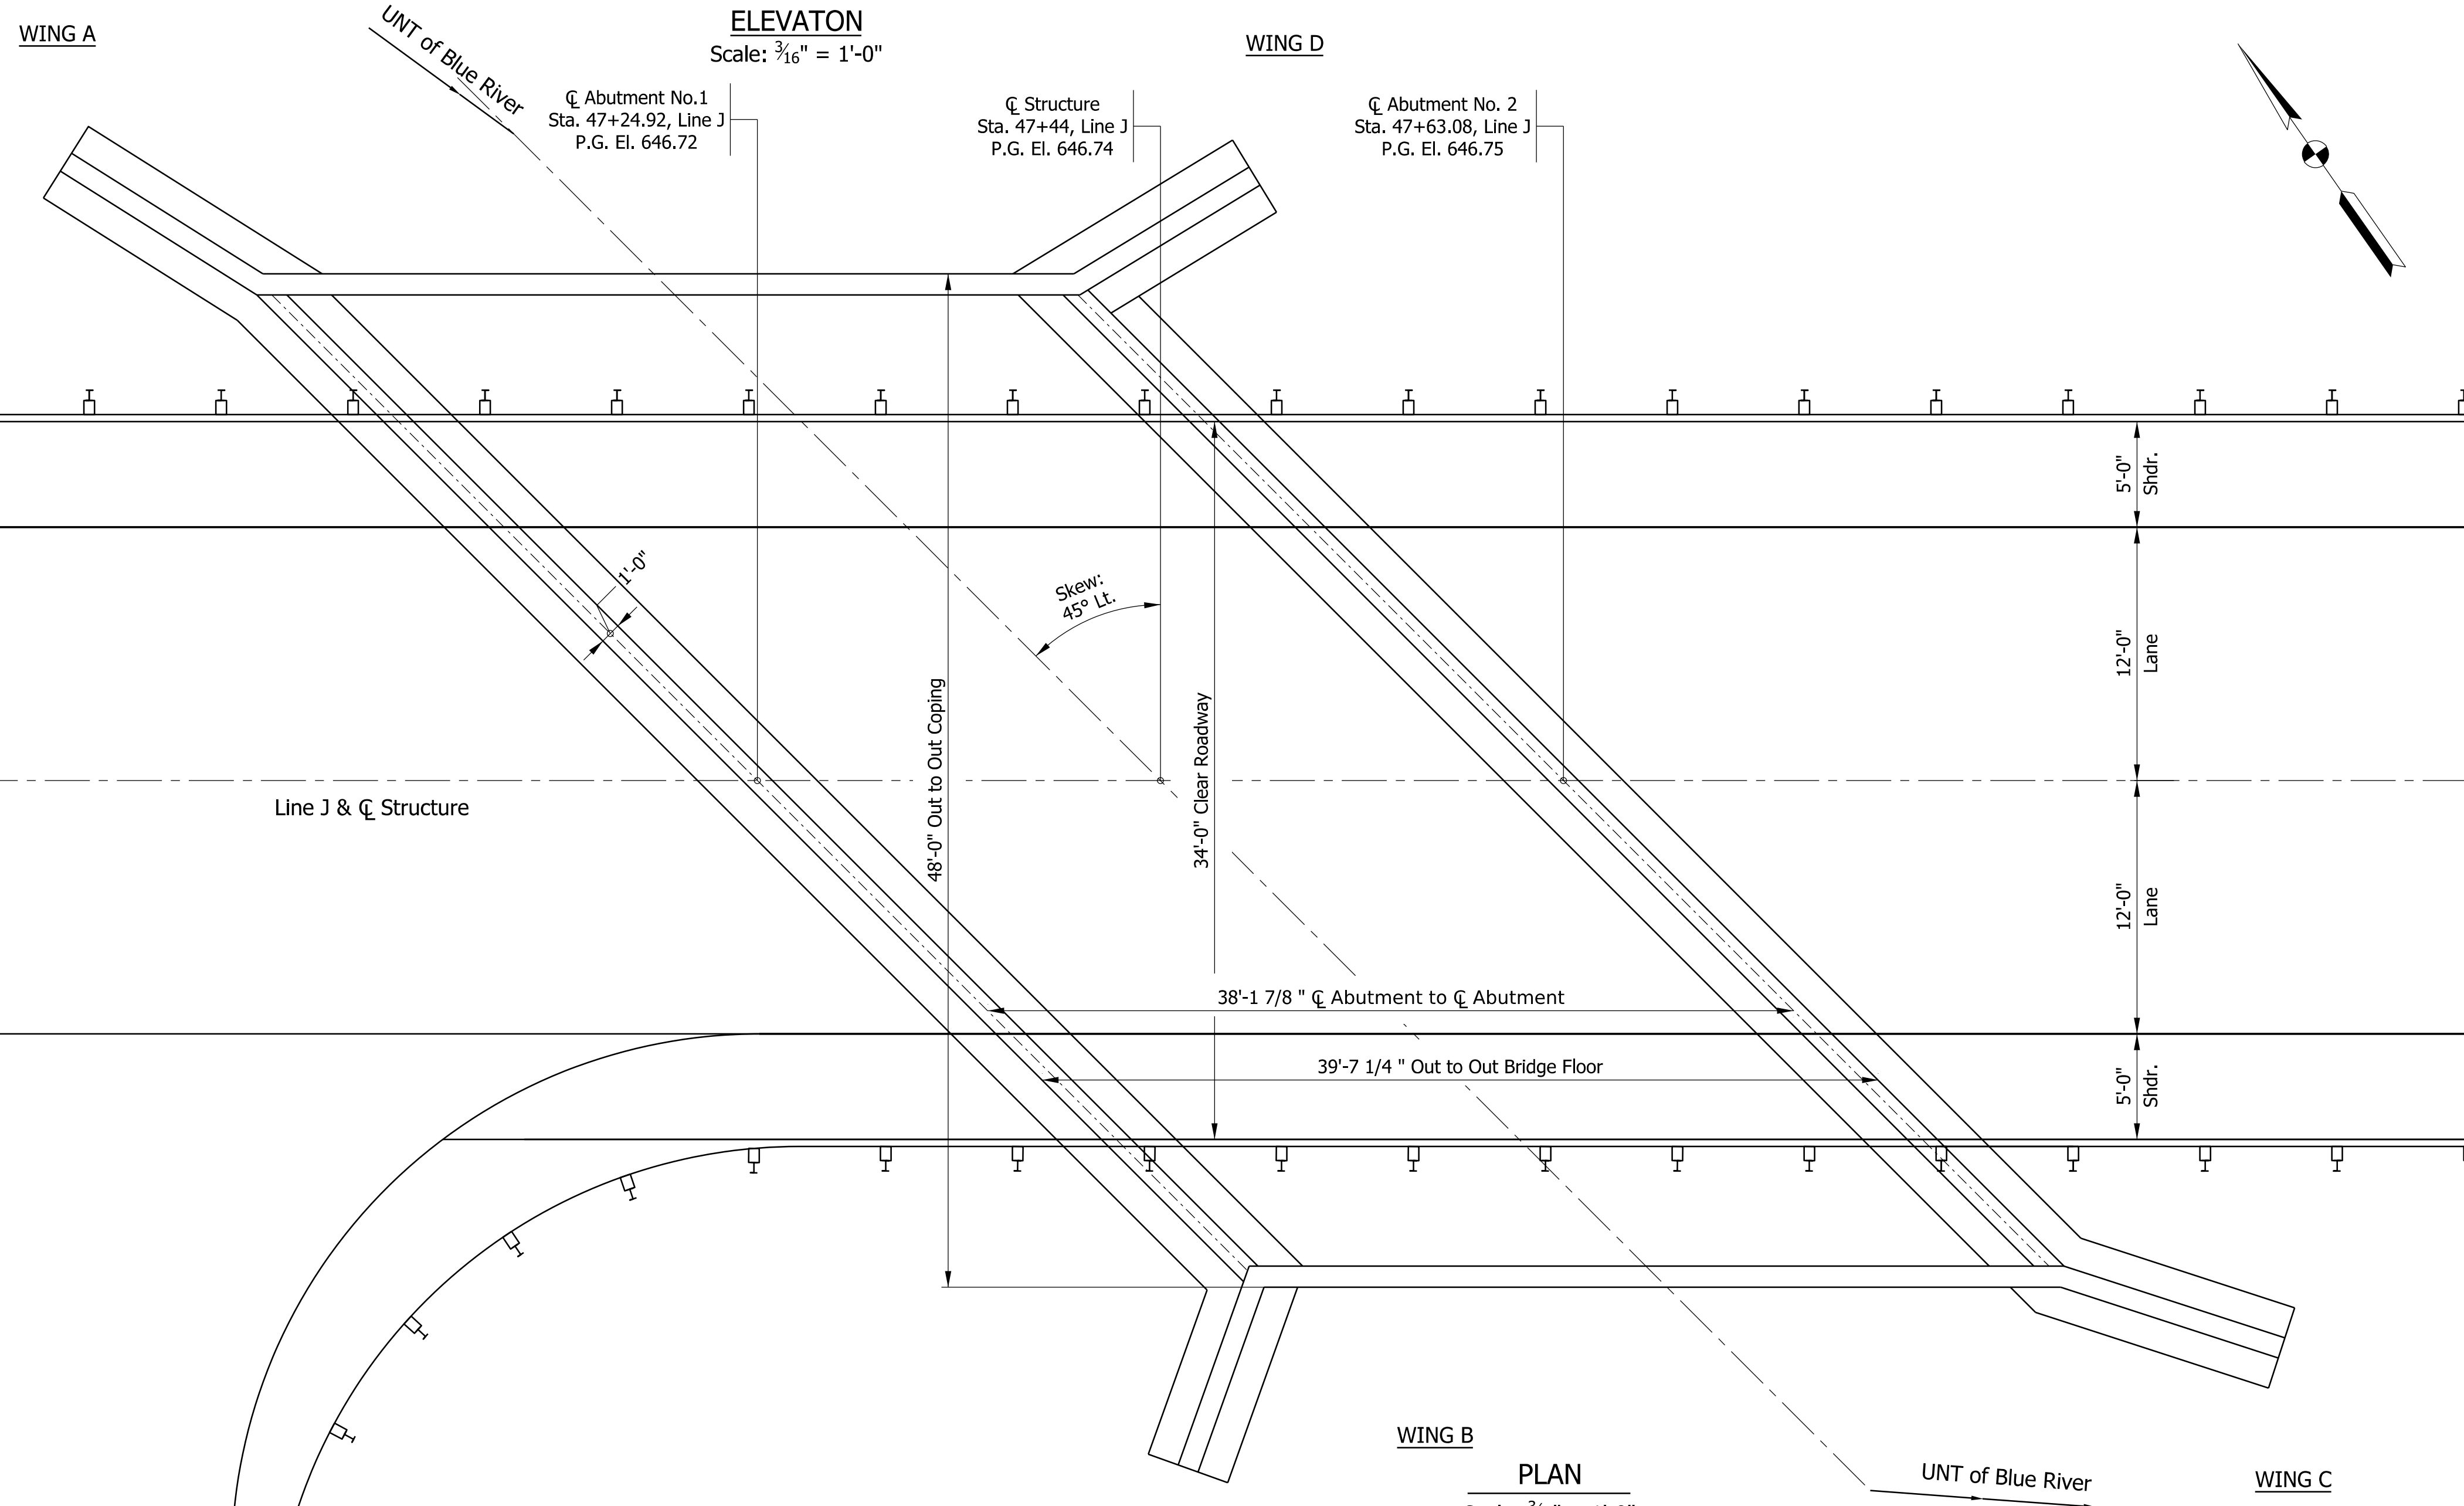 WING A
UNT of Blue River
ELEVATON
Scale: 3/16" = 1'-0"
WING D
℄ Abutment No.1
Sta. 47+24.92, Line J
P.G. El. 646.72
℄ Structure
Sta. 47+44, Line J
P.G. El. 646.74
℄ Abutment No. 2
Sta. 47+63.08, Line J
P.G. El. 646.75
5'-0"
Shdr.
1'-0"
Skew:
45° Lt.
12'-0"
Lane
48'-0" Out to Out Coping
34'-0" Clear Roadway
Line J & ℄ Structure
12'-0"
Lane
38'-1 7/8 " ℄ Abutment to ℄ Abutment
39'-7 1/4 " Out to Out Bridge Floor
5'-0"
Shdr.
WING B
PLAN
UNT of Blue River
WING C